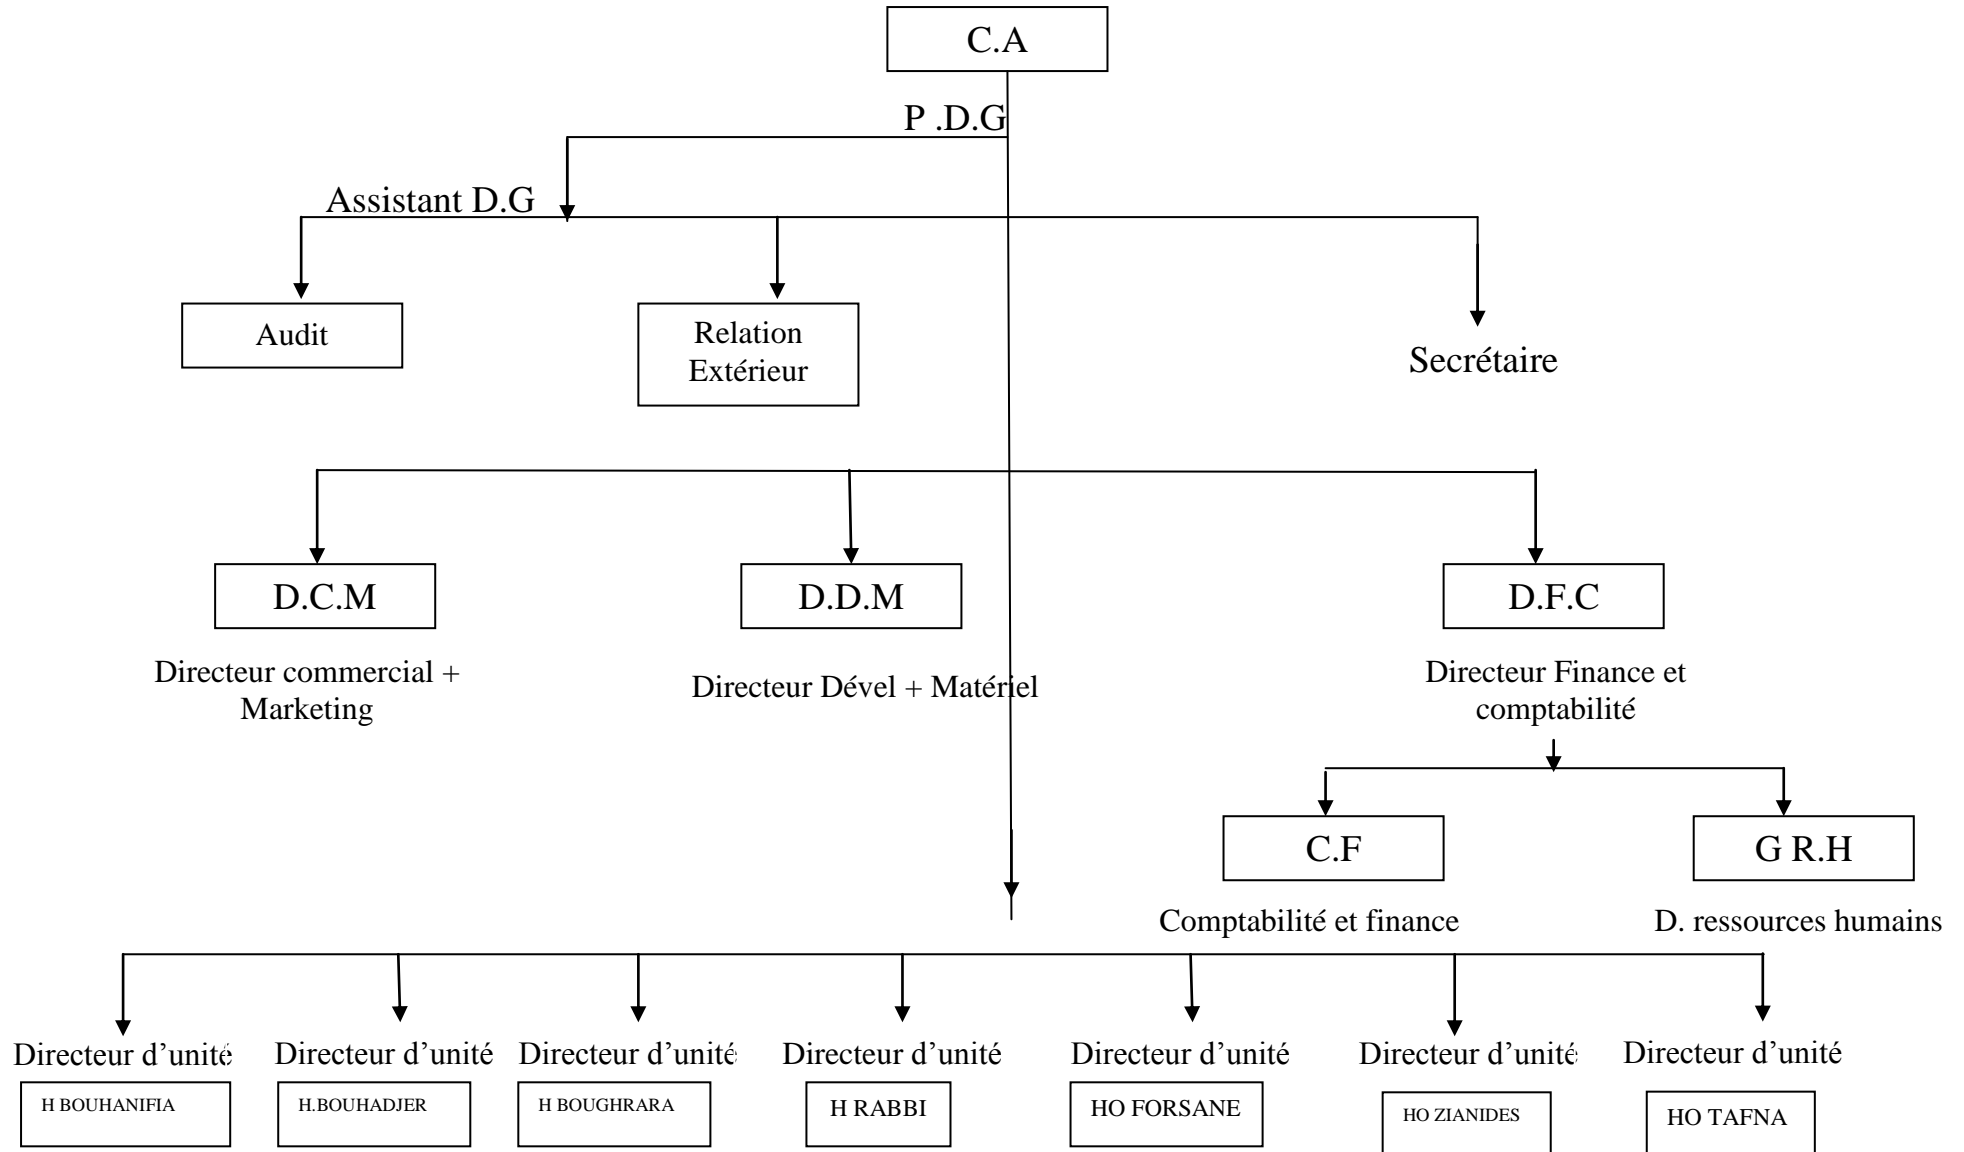 C.A
P .D.G
Assistant D.G
Audit
Relation
Extérieur
Secrétaire
D.C.M
D.D.M
D.F.C
Directeur commercial +
Marketing
Directeur Dével + Matériel
Directeur Finance et
comptabilité
C.F
G R.H
Comptabilité et finance
D. ressources humains
Directeur d’unité
Directeur d’unité
Directeur d’unité
Directeur d’unité
Directeur d’unité
Directeur d’unité
Directeur d’unité
H BOUHANIFIA
H.BOUHADJER
H BOUGHRARA
H RABBI
HO FORSANE
HO ZIANIDES
HO TAFNA